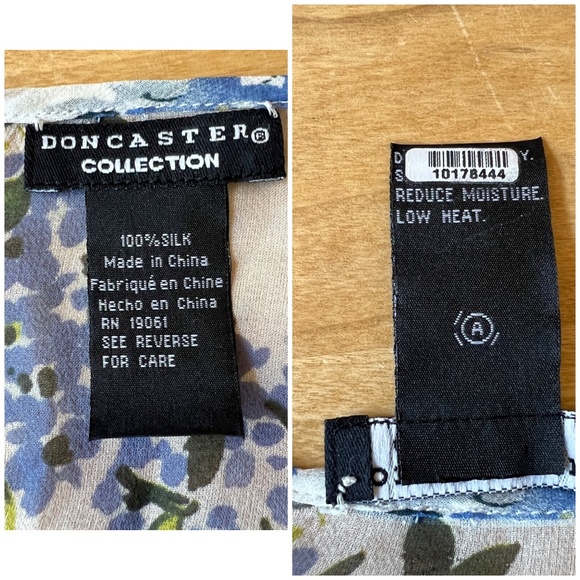 DONCASTER®
COLLECTION
100% SILK
Made in China
Fabriqué en Chine
Hecho en China
RN 19061
SEE REVERSE
FOR CARE
10176444
REDUCE MOISTURE.
LOW HEAT.
A